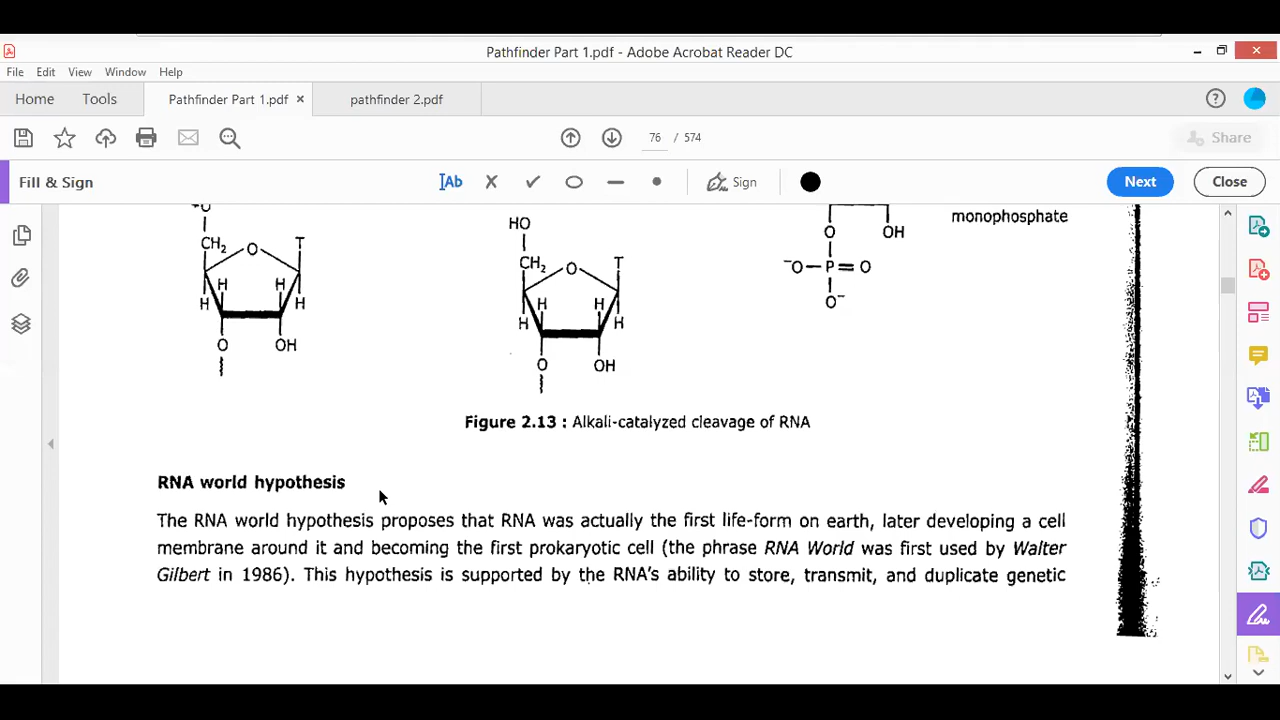 Pathfinder Part 1.pdf - Adobe Acrobat Reader DC
File Edit View Window Help
Home Tools Pathfinder Part 1.pdf × pathfinder 2.pdf
76 / 574 Share
Fill & Sign Ab Sign Next Close
monophosphate
O HO O OH
CH₂ O T CH₂ O T ⁻O–P=O
H H H H H H H H O⁻
O OH O OH
Figure 2.13 : Alkali-catalyzed cleavage of RNA
RNA world hypothesis
The RNA world hypothesis proposes that RNA was actually the first life-form on earth, later developing a cell
membrane around it and becoming the first prokaryotic cell (the phrase RNA World was first used by Walter
Gilbert in 1986). This hypothesis is supported by the RNA's ability to store, transmit, and duplicate genetic